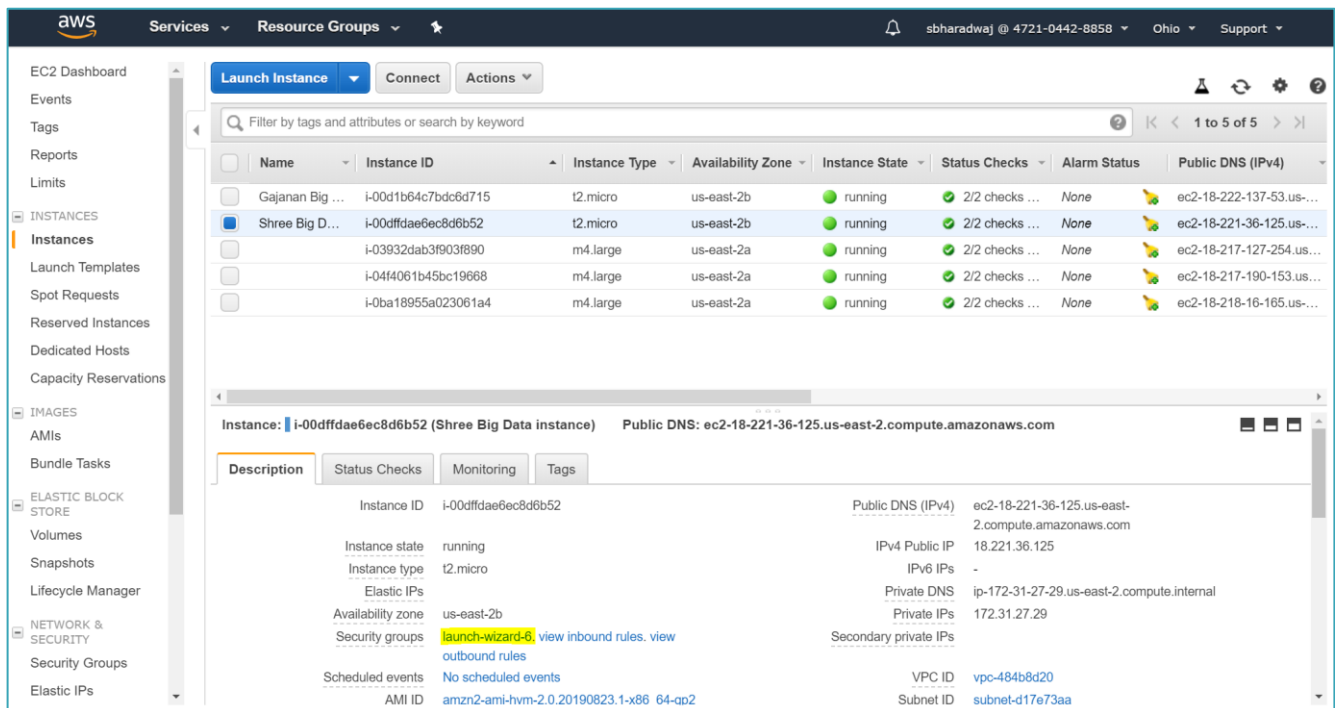 aws Services Resource Groups sbharadwaj @ 4721-0442-8858 Ohio Support
EC2 Dashboard
Events
Tags
Reports
Limits
INSTANCES
Instances
Launch Templates
Spot Requests
Reserved Instances
Dedicated Hosts
Capacity Reservations
IMAGES
AMIs
Bundle Tasks
ELASTIC BLOCK
STORE
Volumes
Snapshots
Lifecycle Manager
NETWORK &
SECURITY
Security Groups
Elastic IPs
Launch Instance Connect Actions
Filter by tags and attributes or search by keyword 1 to 5 of 5
Name Instance ID Instance Type Availability Zone Instance State Status Checks Alarm Status Public DNS (IPv4)
Gajanan Big ... i-00d1b64c7bdc6d715 t2.micro us-east-2b running 2/2 checks ... None ec2-18-222-137-53.us-...
Shree Big D... i-00dffdae6ec8d6b52 t2.micro us-east-2b running 2/2 checks ... None ec2-18-221-36-125.us-...
i-03932dab3f903f890 m4.large us-east-2a running 2/2 checks ... None ec2-18-217-127-254.us...
i-04f4061b45bc19668 m4.large us-east-2a running 2/2 checks ... None ec2-18-217-190-153.us...
i-0ba18955a023061a4 m4.large us-east-2a running 2/2 checks ... None ec2-18-218-16-165.us-...
Instance: i-00dffdae6ec8d6b52 (Shree Big Data instance) Public DNS: ec2-18-221-36-125.us-east-2.compute.amazonaws.com
Description Status Checks Monitoring Tags
Instance ID i-00dffdae6ec8d6b52 Public DNS (IPv4) ec2-18-221-36-125.us-east-
2.compute.amazonaws.com
Instance state running IPv4 Public IP 18.221.36.125
Instance type t2.micro IPv6 IPs -
Elastic IPs Private DNS ip-172-31-27-29.us-east-2.compute.internal
Availability zone us-east-2b Private IPs 172.31.27.29
Security groups launch-wizard-6. view inbound rules. view Secondary private IPs
outbound rules
Scheduled events No scheduled events VPC ID vpc-484b8d20
AMI ID amzn2-ami-hvm-2.0.20190823.1-x86_64-gp2 Subnet ID subnet-d17e73aa